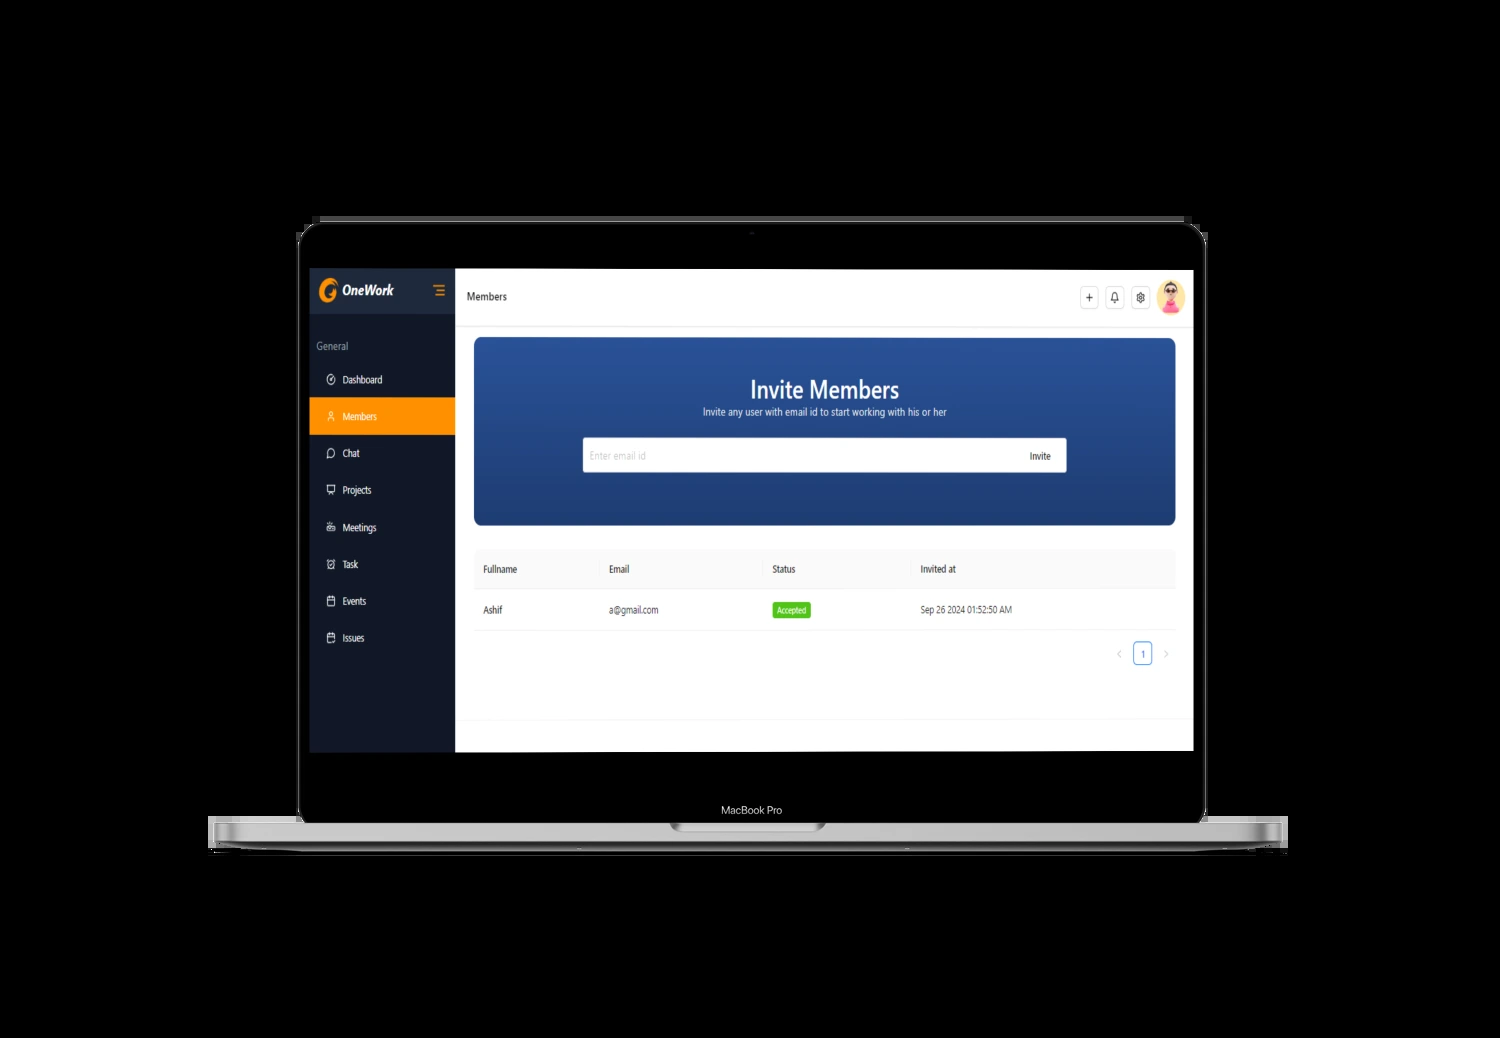 OneWork
Members
General
Dashboard
Members
Chat
Projects
Meetings
Task
Events
Issues
Invite Members
Invite any user with email id to start working with his or her
Enter email id
Invite
Fullname Email Status Invited at
Ashif a@gmail.com Accepted Sep 26 2024 01:52:50 AM
1
MacBook Pro